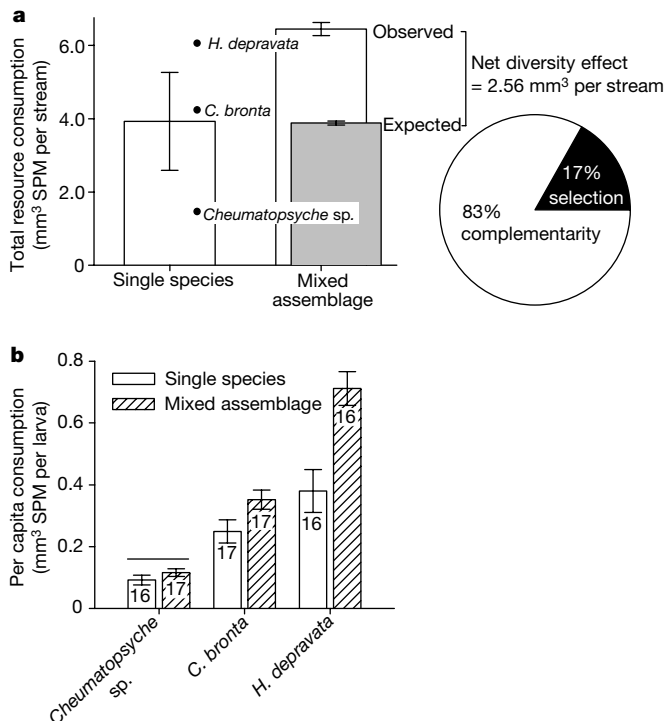 a
Total resource consumption
(mm³ SPM per stream)
6.0
4.0
2.0
0
H. depravata
C. bronta
Cheumatopsyche sp.
Single species
Mixed
assemblage
Observed
Expected
Net diversity effect
= 2.56 mm³ per stream
17%
selection
83%
complementarity
b
Per capita consumption
(mm³ SPM per larva)
0.8
0.6
0.4
0.2
0
Single species
Mixed assemblage
16
17
17
17
16
16
Cheumatopsyche
sp.
C. bronta
H. depravata